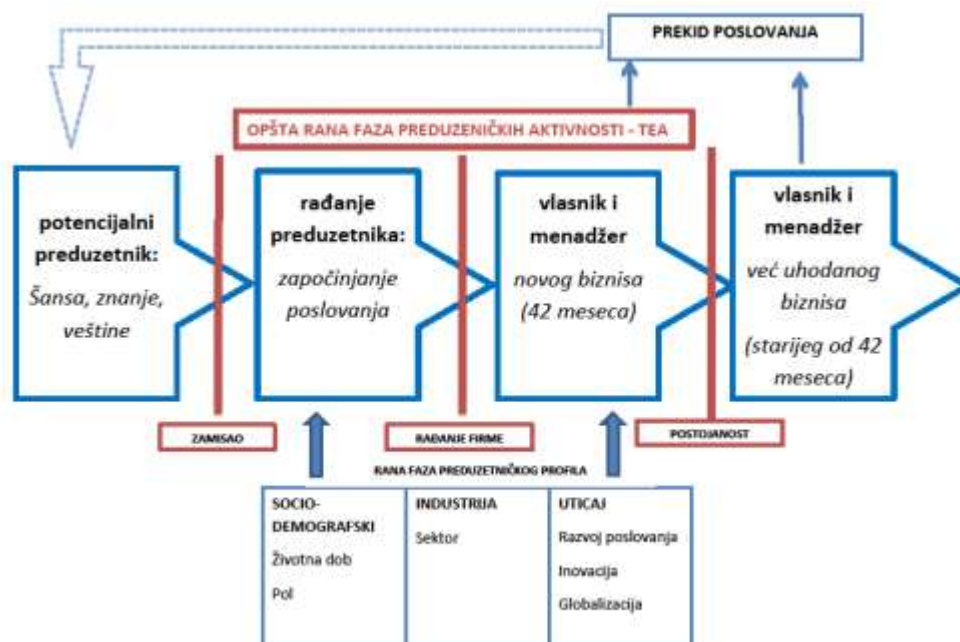 PREKID POSLOVANJA
OPŠTA RANA FAZA PREDUZENIČKIH AKTIVNOSTI - TEA
potencijalni
preduzetnik:
Šansa, znanje,
veštine
rađanje
preduzetnika:
započinjanje
poslovanja
vlasnik i
menadžer
novog biznisa
(42 meseca)
vlasnik i
menadžer
već uhodanog
biznisa
(starijeg od 42
meseca)
ZAMISAO
RAĐANJE FIRME
POSTOJANOST
RANA FAZA PREDUZETNIČKOG PROFILA
SOCIO-
DEMOGRAFSKI
Životna dob
Pol
INDUSTRIJA
Sektor
UTICAJ
Razvoj poslovanja
Inovacija
Globalizacija